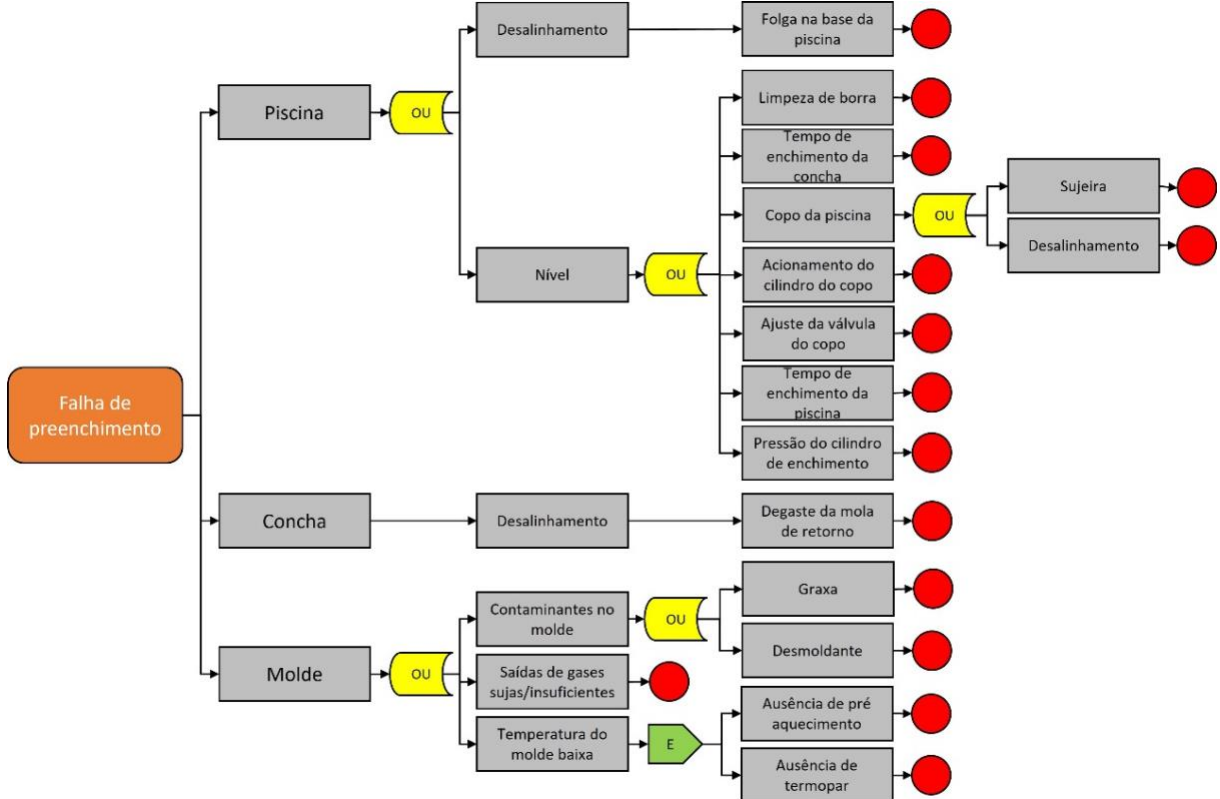 Desalinhamento
Folga na base da
piscina
Piscina
OU
Limpeza de borra
Tempo de
enchimento da
concha
Copo da piscina
OU
Sujeira
Desalinhamento
Nível
OU
Acionamento do
cilindro do copo
Ajuste da válvula
do copo
Tempo de
enchimento da
piscina
Pressão do cilindro
de enchimento
Falha de
preenchimento
Concha
Desalinhamento
Degaste da mola
de retorno
Molde
OU
Contaminantes no
molde
OU
Graxa
Desmoldante
Saídas de gases
sujas/insuficientes
Temperatura do
molde baixa
E
Ausência de pré
aquecimento
Ausência de
termopar